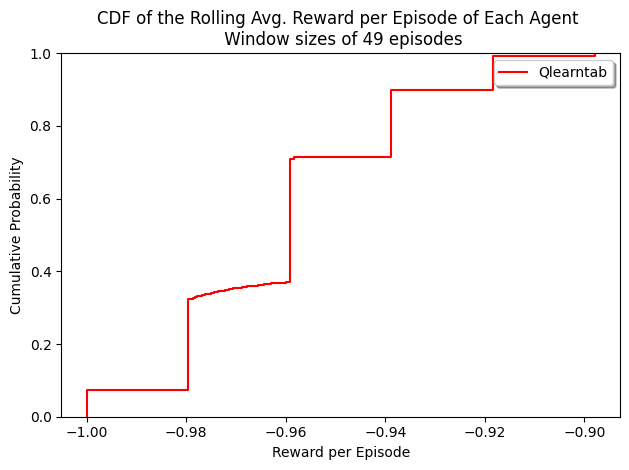 CDF of the Rolling Avg. Reward per Episode of Each Agent
Window sizes of 49 episodes
Qlearntab
Cumulative Probability
1.0
0.8
0.6
0.4
0.2
0.0
−1.00
−0.98
−0.96
−0.94
−0.92
−0.90
Reward per Episode